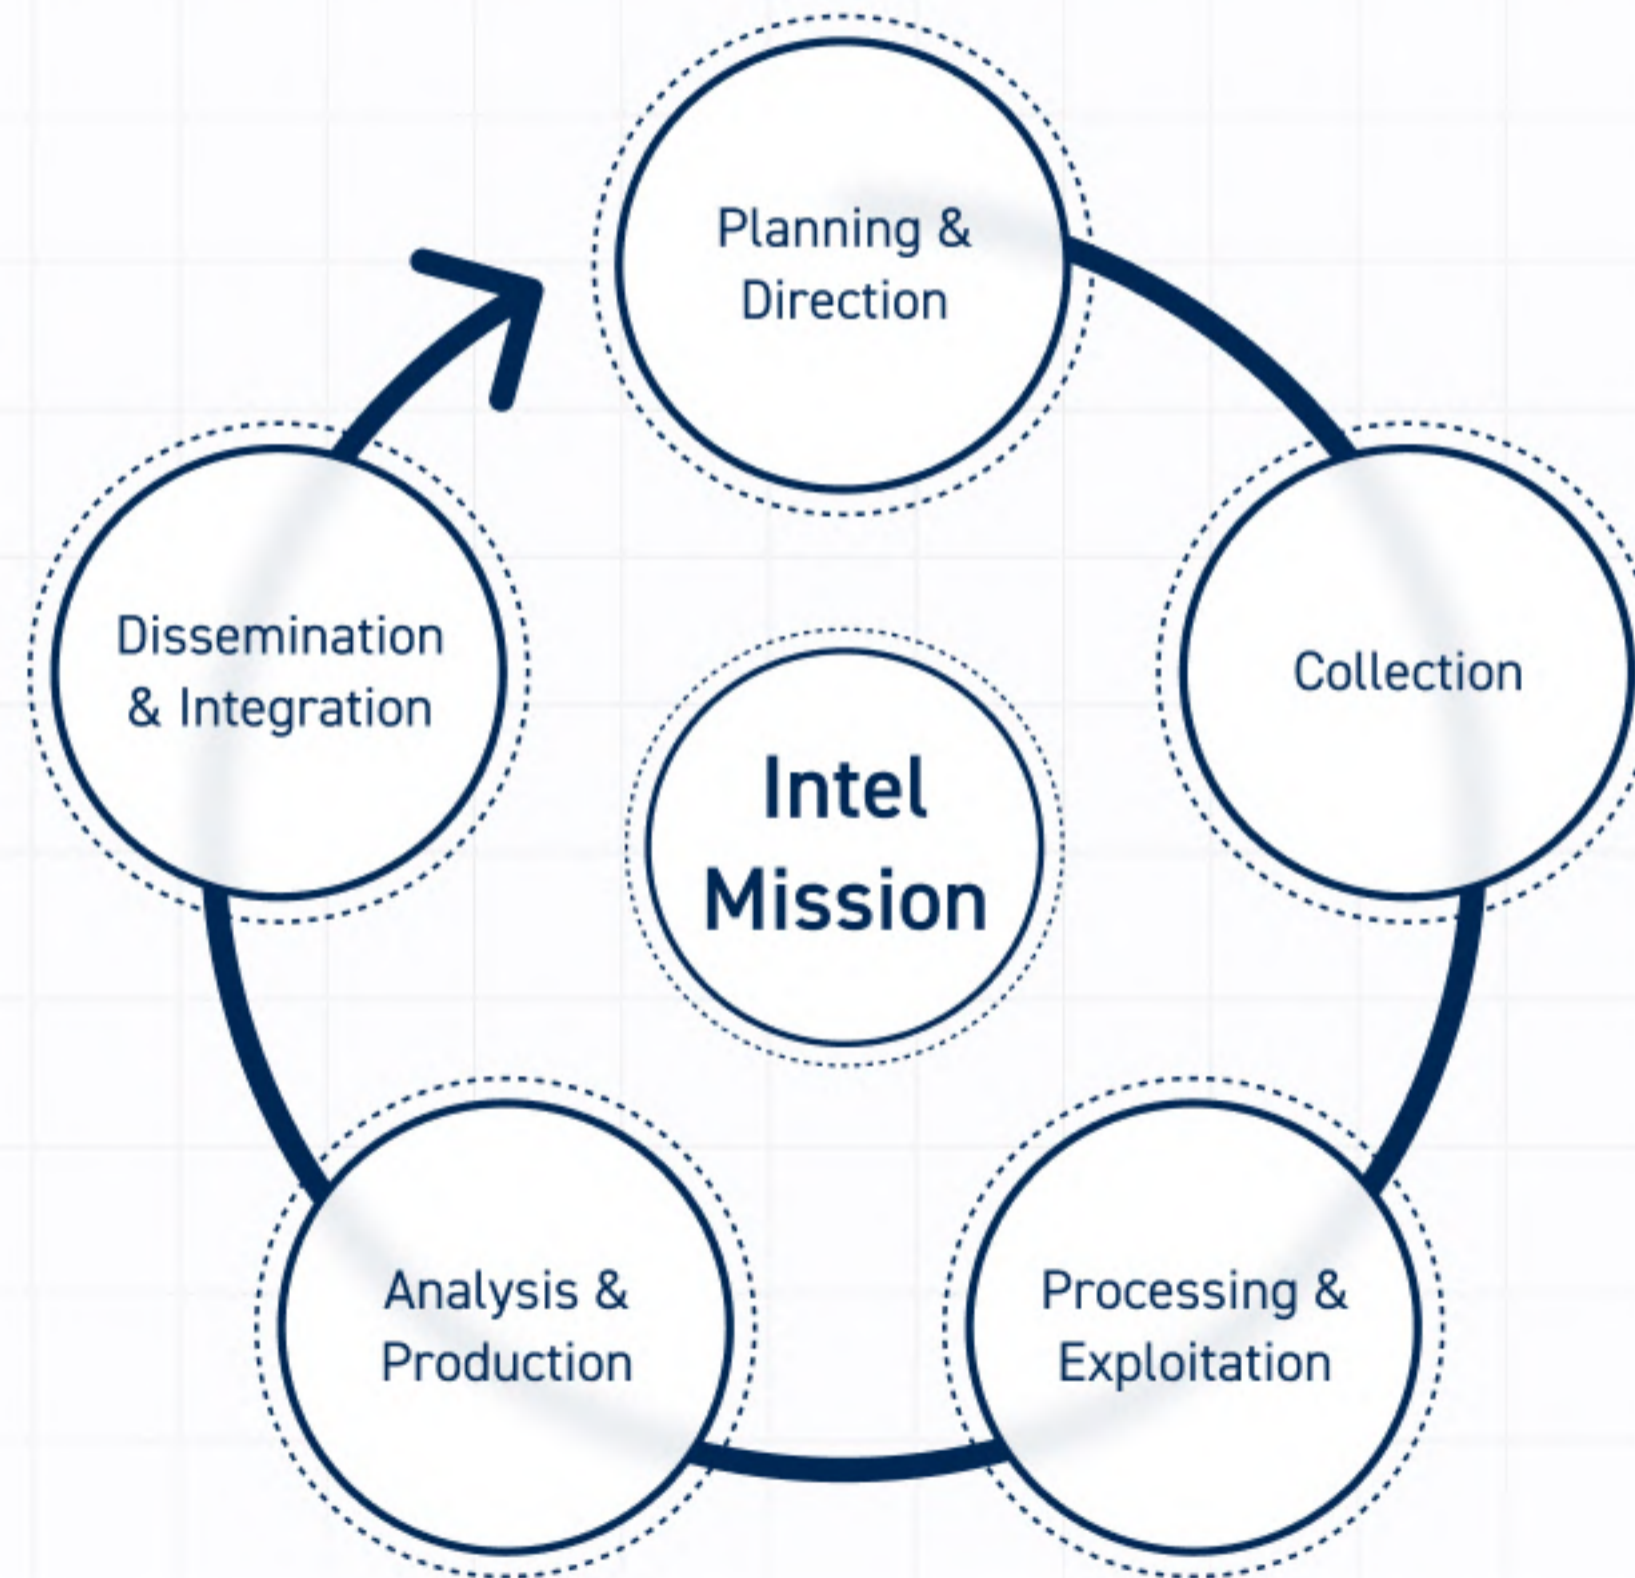 Planning &
Direction
Collection
Processing &
Exploitation
Analysis &
Production
Dissemination
& Integration
Intel
Mission